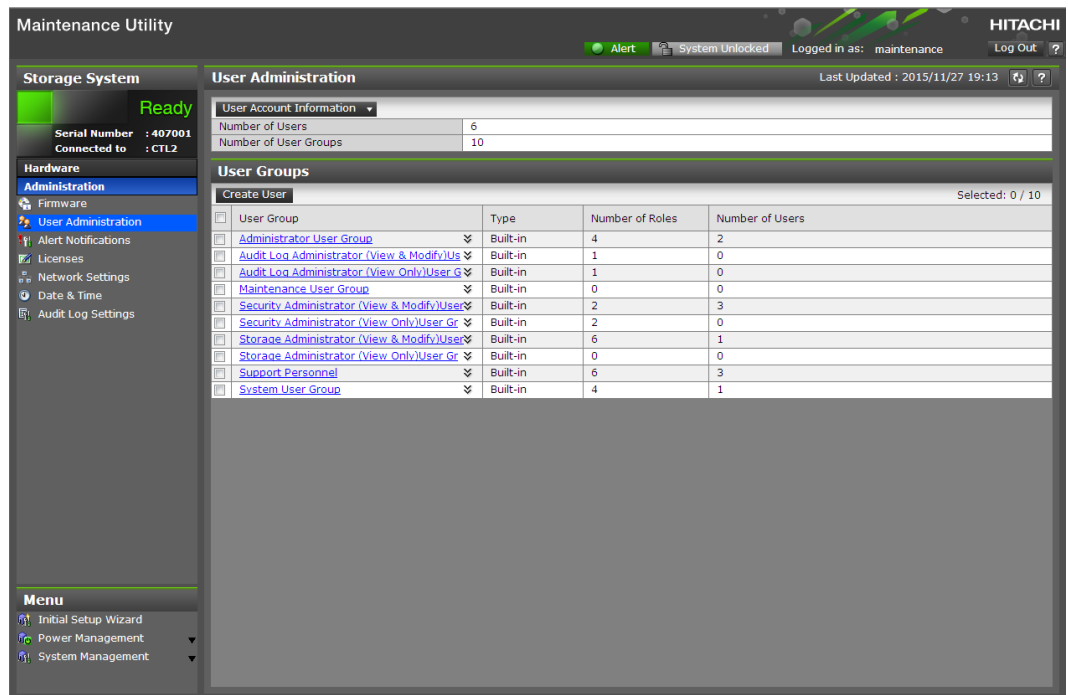 Maintenance Utility
HITACHI
Alert System Unlocked Logged in as: maintenance Log Out ?
Storage System
Ready
Serial Number : 407001
Connected to : CTL2
Hardware
Administration
Firmware
User Administration
Alert Notifications
Licenses
Network Settings
Date & Time
Audit Log Settings
Menu
Initial Setup Wizard
Power Management
System Management
User Administration Last Updated : 2015/11/27 19:13 ?
User Account Information
Number of Users 6
Number of User Groups 10
User Groups
Create User Selected: 0 / 10
User Group Type Number of Roles Number of Users
Administrator User Group Built-in 4 2
Audit Log Administrator (View & Modify)Us Built-in 1 0
Audit Log Administrator (View Only)User G Built-in 1 0
Maintenance User Group Built-in 0 0
Security Administrator (View & Modify)User Built-in 2 3
Security Administrator (View Only)User Gr Built-in 2 0
Storage Administrator (View & Modify)User Built-in 6 1
Storage Administrator (View Only)User Gr Built-in 0 0
Support Personnel Built-in 6 3
System User Group Built-in 4 1